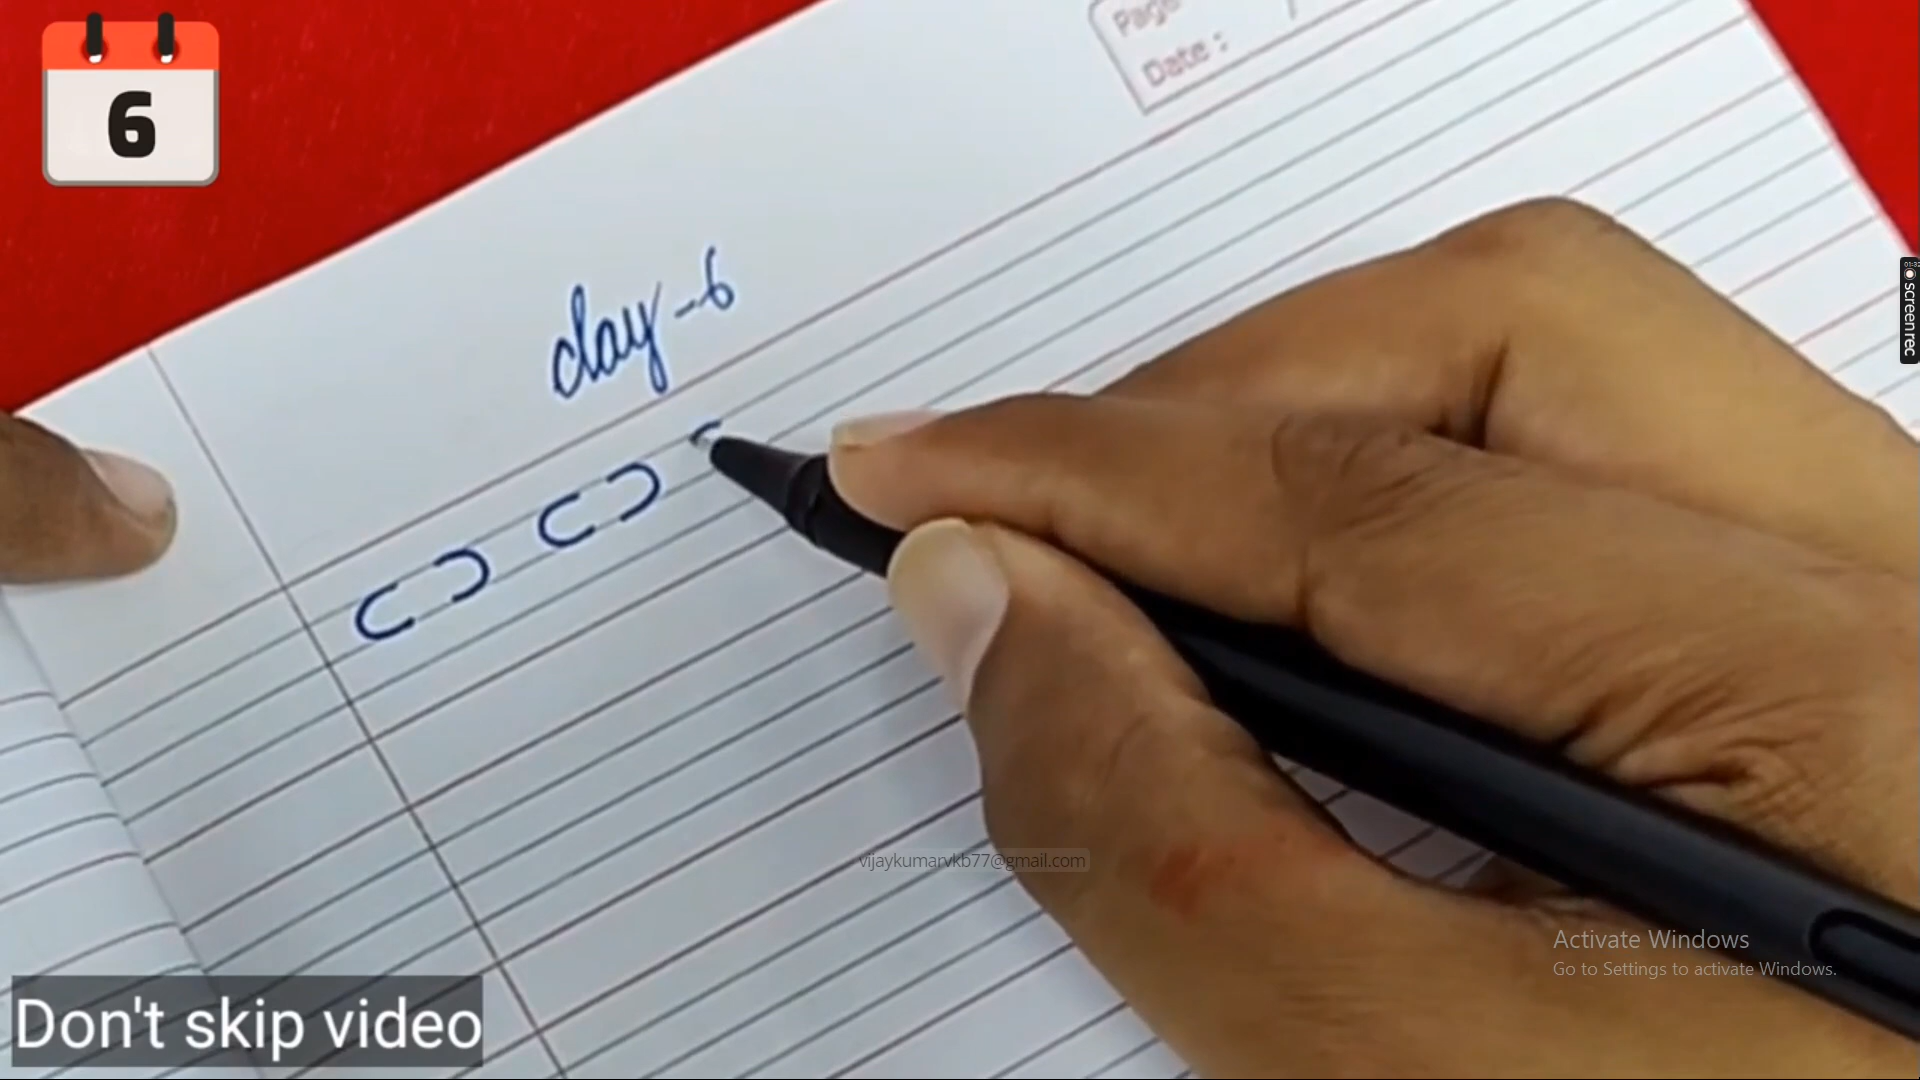 6
Page
Date :
day-6
⊂ ⊃ ⊂ ⊃
screenrec
vijaykumarvkb77@gmail.com
Activate Windows
Go to Settings to activate Windows.
Don't skip video